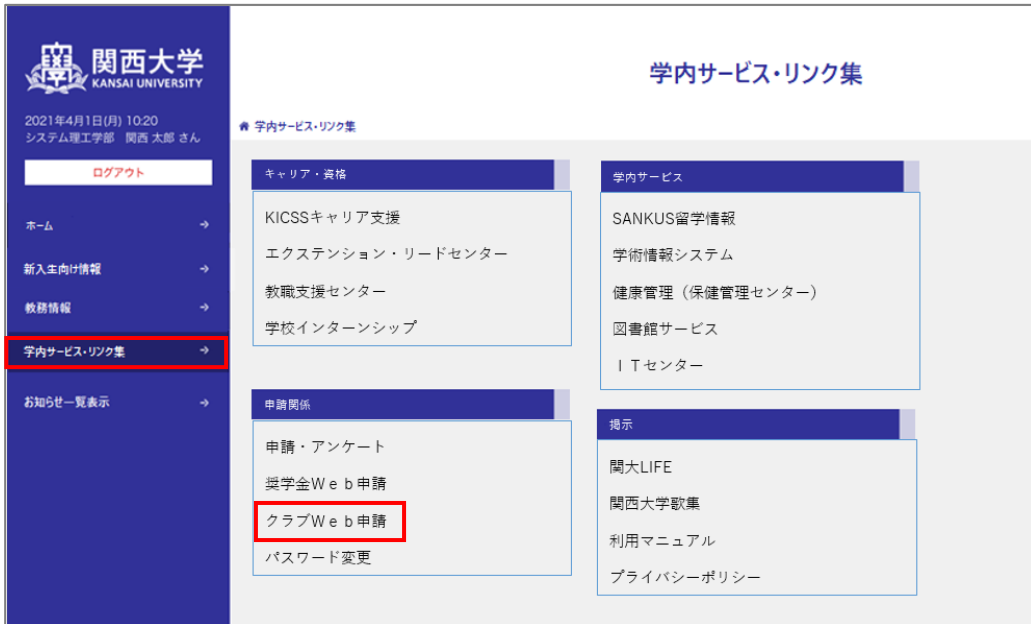 関西大学
KANSAI UNIVERSITY
2021年4月1日(月) 10:20
システム理工学部 関西 太郎 さん
ログアウト
ホーム
新入生向け情報
教務情報
学内サービス・リンク集
お知らせ一覧表示
学内サービス・リンク集
学内サービス・リンク集
キャリア・資格
KICSSキャリア支援
エクステンション・リードセンター
教職支援センター
学校インターンシップ
学内サービス
SANKUS留学情報
学術情報システム
健康管理(保健管理センター)
図書館サービス
ITセンター
申請関係
申請・アンケート
奨学金Web申請
クラブWeb申請
パスワード変更
掲示
関大LIFE
関西大学歌集
利用マニュアル
プライバシーポリシー